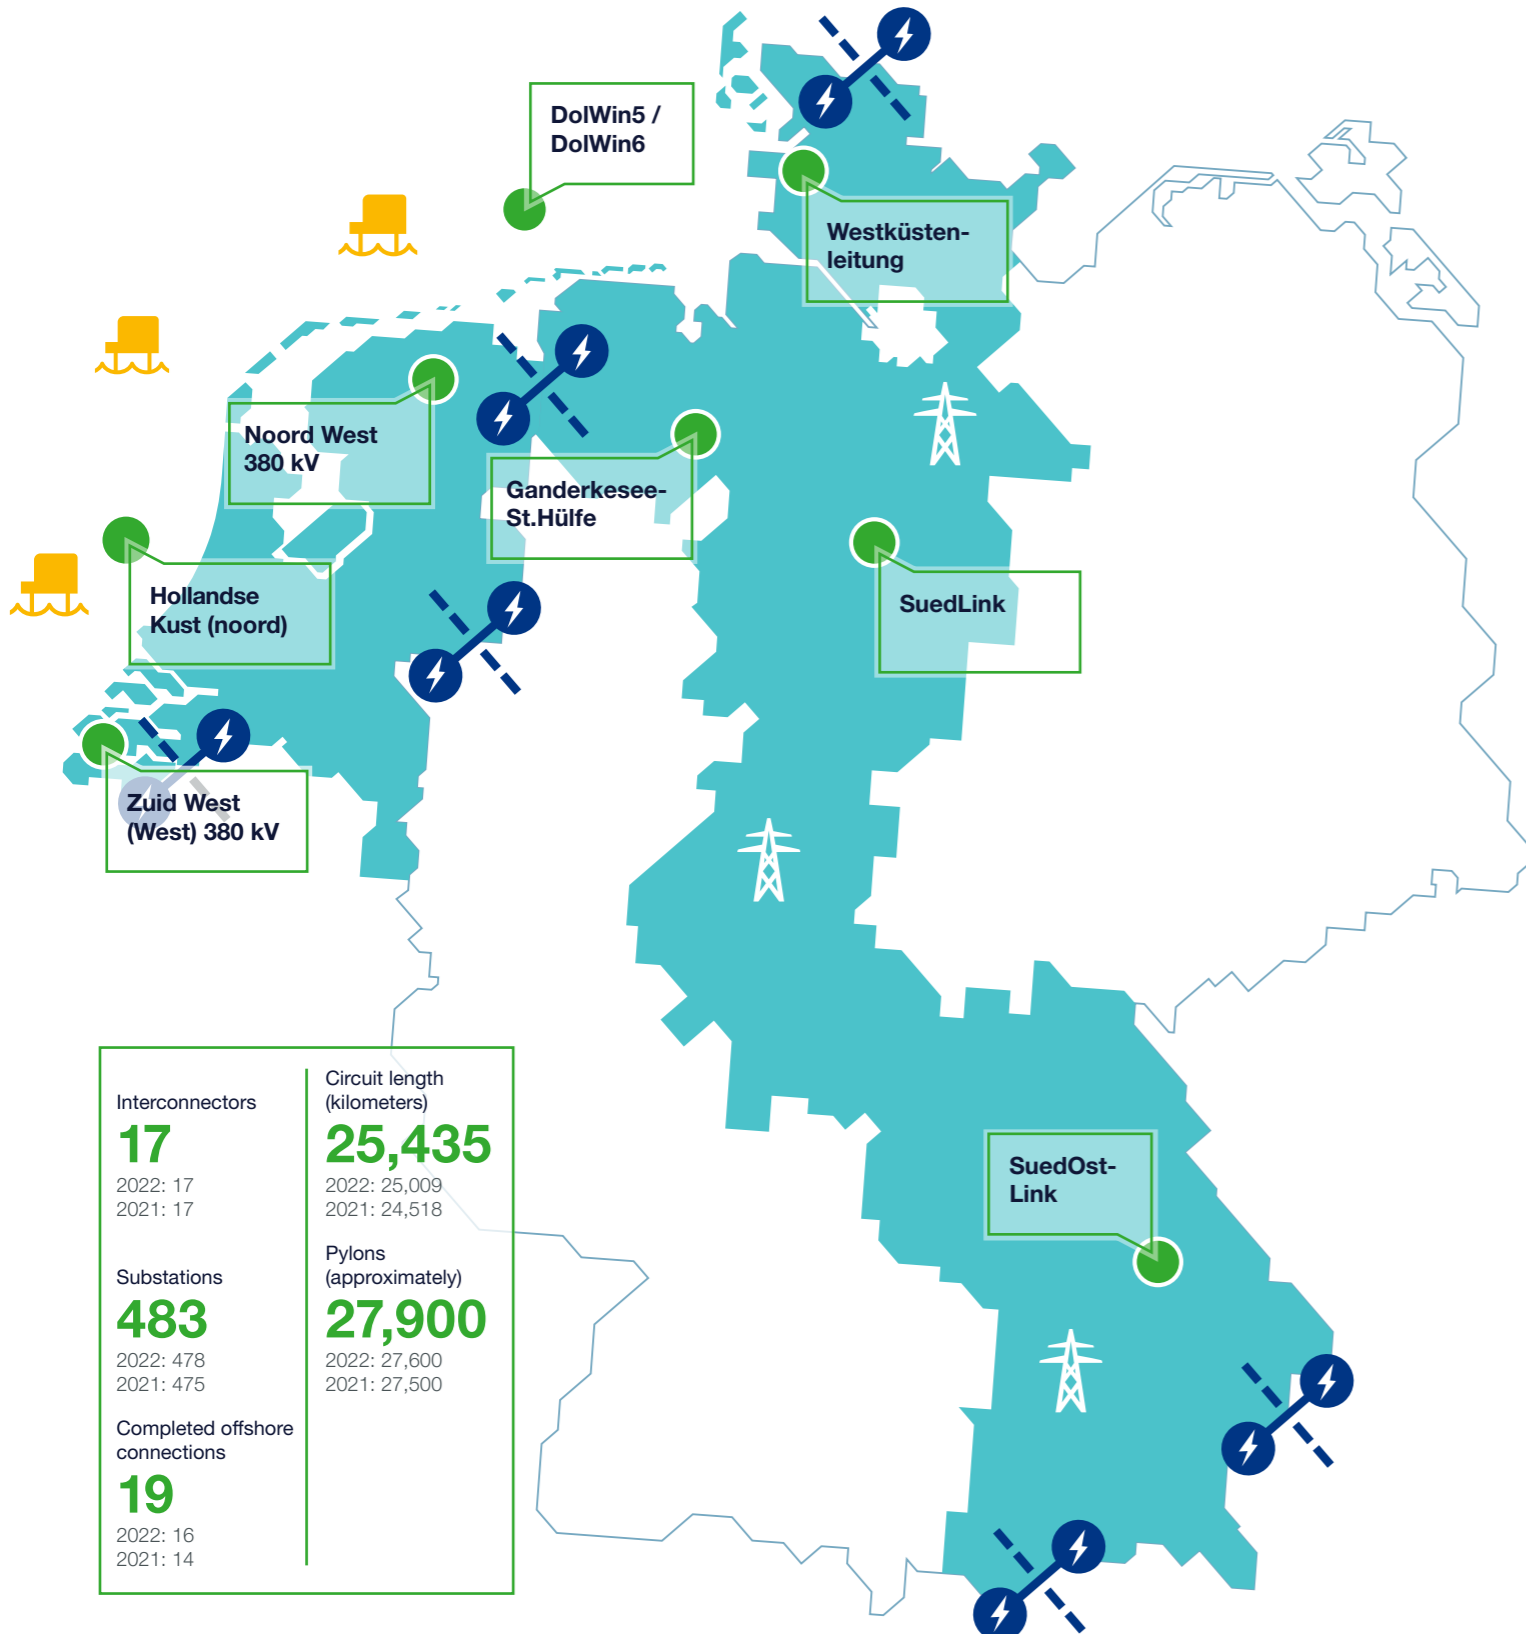 DolWin5 /
DolWin6
Westküsten-
leitung
Noord West
380 kV
Ganderkesee-
St.Hülfe
Hollandse
Kust (noord)
SuedLink
Zuid West
(West) 380 kV
SuedOst-
Link
Interconnectors
17
2022: 17
2021: 17
Substations
483
2022: 478
2021: 475
Completed offshore
connections
19
2022: 16
2021: 14
Circuit length
(kilometers)
25,435
2022: 25,009
2021: 24,518
Pylons
(approximately)
27,900
2022: 27,600
2021: 27,500